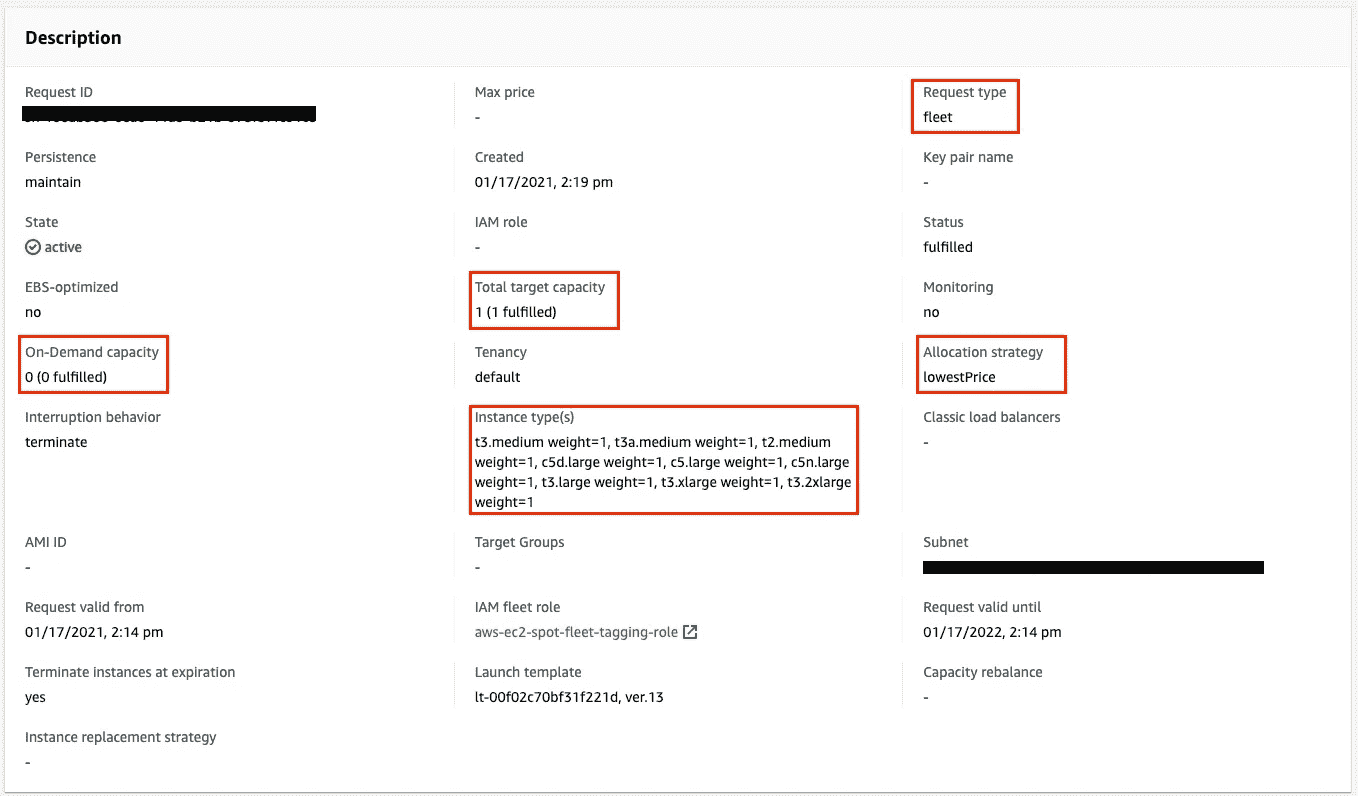 Description
Request ID
Max price
-
Request type
fleet
Persistence
maintain
Created
01/17/2021, 2:19 pm
Key pair name
-
State
active
IAM role
-
Status
fulfilled
EBS-optimized
no
Total target capacity
1 (1 fulfilled)
Monitoring
no
On-Demand capacity
0 (0 fulfilled)
Tenancy
default
Allocation strategy
lowestPrice
Interruption behavior
terminate
Instance type(s)
t3.medium weight=1, t3a.medium weight=1, t2.medium
weight=1, c5d.large weight=1, c5.large weight=1, c5n.large
weight=1, t3.large weight=1, t3.xlarge weight=1, t3.2xlarge
weight=1
Classic load balancers
-
AMI ID
-
Target Groups
-
Subnet
Request valid from
01/17/2021, 2:14 pm
IAM fleet role
aws-ec2-spot-fleet-tagging-role
Request valid until
01/17/2022, 2:14 pm
Terminate instances at expiration
yes
Launch template
lt-00f02c70bf31f221d, ver.13
Capacity rebalance
-
Instance replacement strategy
-